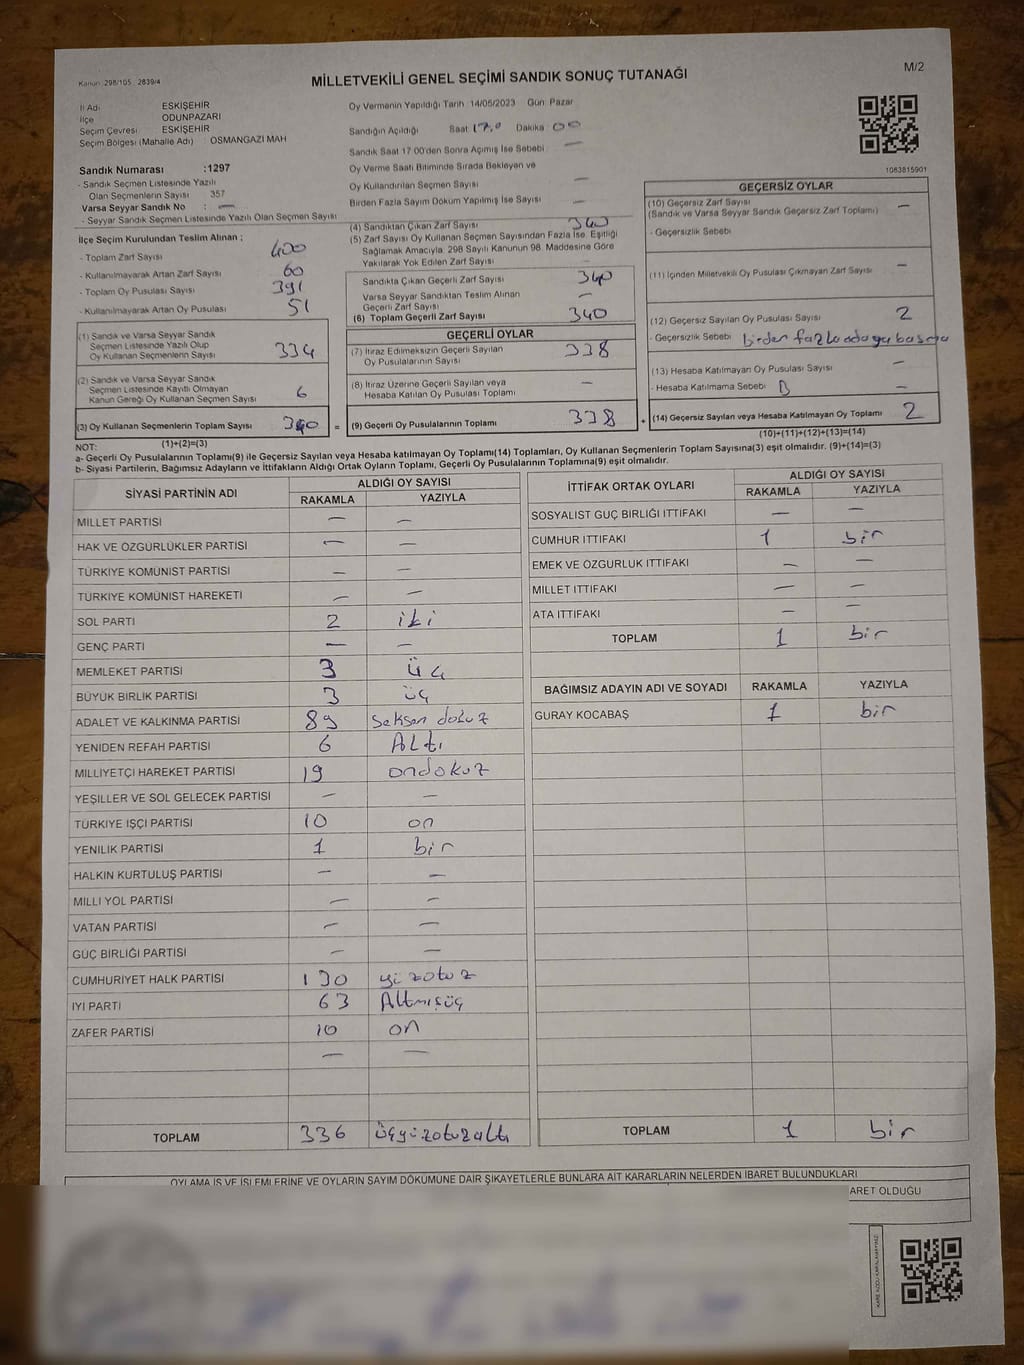 Kanun: 298/105, 2839/4
MİLLETVEKİLİ GENEL SEÇİMİ SANDIK SONUÇ TUTANAĞI
M/2
İl Adı ESKİŞEHİR
İlçe ODUNPAZARI
Seçim Çevresi ESKİŞEHİR
Seçim Bölgesi (Mahalle Adı) : OSMANGAZİ MAH
Oy Vermenin Yapıldığı Tarih 14/05/2023 Gün: Pazar
Sandığın Açıldığı Saat 17.0 Dakika 00
Sandık Saat 17:00'den Sonra Açımış İse Sebebi : —
Oy Verme Saati Bitiminde Sırada Bekleyen ve
Oy Kullandırılan Seçmen Sayısı —
Birden Fazla Sayım Döküm Yapılmış İse Sayısı —
1063815901
Sandık Numarası :1297
- Sandık Seçmen Listesinde Yazılı
Olan Seçmenlerin Sayısı 357
Varsa Seyyar Sandık No : —
- Seyyar Sandık Seçmen Listesinde Yazılı Olan Seçmen Sayısı
İlçe Seçim Kurulundan Teslim Alınan ;
- Toplam Zarf Sayısı 400
- Kullanılmayarak Artan Zarf Sayısı 60
- Toplam Oy Pusulası Sayısı 391
- Kullanılmayarak Artan Oy Pusulası 51
(1) Sandık ve Varsa Seyyar Sandık
Seçmen Listesinde Yazılı Olup
Oy Kullanan Seçmenlerin Sayısı 334
(2) Sandık ve Varsa Seyyar Sandık
Seçmen Listesinde Kayıtlı Olmayan
Kanun Gereği Oy Kullanan Seçmen Sayısı 6
(3) Oy Kullanan Seçmenlerin Toplam Sayısı 340 =
(1)+(2)=(3)
(4) Sandıktan Çıkan Zarf Sayısı 340
(5) Zarf Sayısı Oy Kullanan Seçmen Sayısından Fazla İse, Eşitliği
Sağlamak Amacıyla, 298 Sayılı Kanunun 98. Maddesine Göre
Yakılarak Yok Edilen Zarf Sayısı
Sandıkta Çıkan Geçerli Zarf Sayısı 340
Varsa Seyyar Sandıktan Teslim Alınan
Geçerli Zarf Sayısı —
(6) Toplam Geçerli Zarf Sayısı 340
GEÇERLİ OYLAR
(7) İtiraz Edilmeksizin Geçerli Sayılan
Oy Pusulalarının Sayısı 338
(8) İtiraz Üzerine Geçerli Sayılan veya
Hesaba Katılan Oy Pusulası Toplamı —
(9) Geçerli Oy Pusulalarının Toplamı 338 +
GEÇERSİZ OYLAR
(10) Geçersiz Zarf Sayısı —
(Sandık ve Varsa Seyyar Sandık Geçersiz Zarf Toplamı)
- Geçersizlik Sebebi
(11) İçinden Milletvekili Oy Pusulası Çıkmayan Zarf Sayısı —
(12) Geçersiz Sayılan Oy Pusulası Sayısı 2
- Geçersizlik Sebebi birden fazla adaya basma
(13) Hesaba Katılmayan Oy Pusulası Sayısı —
- Hesaba Katılmama Sebebi —
(14) Geçersiz Sayılan veya Hesaba Katılmayan Oy Toplamı 2
(10)+(11)+(12)+(13)=(14)
NOT:
a- Geçerli Oy Pusulalarının Toplamı(9) ile Geçersiz Sayılan veya Hesaba katılmayan Oy Toplamı(14) Toplamları, Oy Kullanan Seçmenlerin Toplam Sayısına(3) eşit olmalıdır. (9)+(14)=(3)
b- Siyasi Partilerin, Bağımsız Adayların ve İttifakların Aldığı Ortak Oyların Toplamı, Geçerli Oy Pusulalarının Toplamına(9) eşit olmalıdır.
SİYASİ PARTİNİN ADI ALDIĞI OY SAYISI
RAKAMLA YAZIYLA
MİLLET PARTİSİ — —
HAK VE ÖZGÜRLÜKLER PARTİSİ — —
TÜRKİYE KOMÜNİST PARTİSİ — —
TÜRKİYE KOMÜNİST HAREKETİ — —
SOL PARTİ 2 iki
GENÇ PARTİ — —
MEMLEKET PARTİSİ 3 üç
BÜYÜK BİRLİK PARTİSİ 3 üç
ADALET VE KALKINMA PARTİSİ 89 seksen dokuz
YENİDEN REFAH PARTİSİ 6 Altı
MİLLİYETÇİ HAREKET PARTİSİ 19 ondokuz
YEŞİLLER VE SOL GELECEK PARTİSİ — —
TÜRKİYE İŞÇİ PARTİSİ 10 on
YENİLİK PARTİSİ 1 bir
HALKIN KURTULUŞ PARTİSİ — —
MİLLİ YOL PARTİSİ — —
VATAN PARTİSİ — —
GÜÇ BİRLİĞİ PARTİSİ — —
CUMHURİYET HALK PARTİSİ 130 yüzotuz
İYİ PARTİ 63 Altmışüç
ZAFER PARTİSİ 10 on
— —
TOPLAM 336 üçyüzotuzaltı
İTTİFAK ORTAK OYLARI ALDIĞI OY SAYISI
RAKAMLA YAZIYLA
SOSYALİST GÜÇ BİRLİĞİ İTTİFAKI — —
CUMHUR İTTİFAKI 1 bir
EMEK VE ÖZGÜRLÜK İTTİFAKI — —
MİLLET İTTİFAKI — —
ATA İTTİFAKI — —
TOPLAM 1 bir
BAĞIMSIZ ADAYIN ADI VE SOYADI RAKAMLA YAZIYLA
GÜRAY KOCABAŞ 1 bir
TOPLAM 1 bir
OYLAMA İŞ VE İŞLEMLERİNE VE OYLARIN SAYIM DÖKÜMÜNE DAİR ŞİKAYETLERLE BUNLARA AİT KARARLARIN NELERDEN İBARET BULUNDUKLARI
ARET OLDUĞU